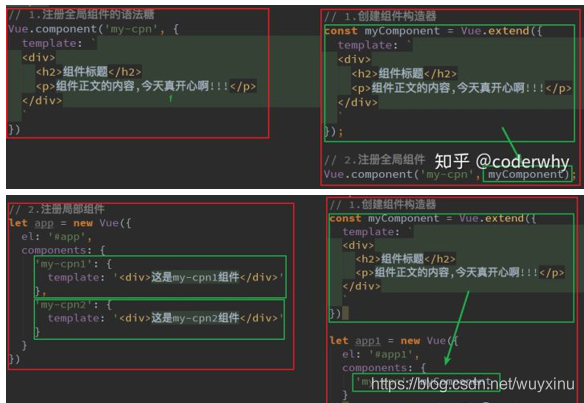 // 1.注册全局组件的语法糖
Vue.component('my-cpn', {
  template: `
  <div>
    <h2>组件标题</h2>
    <p>组件正文的内容,今天真开心啊!!!</p>
  </div>
  `
})
// 1.创建组件构造器
const myComponent = Vue.extend({
  template: `
  <div>
    <h2>组件标题</h2>
    <p>组件正文的内容,今天真开心啊!!!</p>
  </div>
  `
});
// 2.注册全局组件
知乎 @coderwhy
Vue.component('my-cpn', myComponent);
// 2.注册局部组件
let app = new Vue({
  el: '#app',
  components: {
    'my-cpn1': {
      template: '<div>这是my-cpn1组件</div>'
    },
    'my-cpn2': {
      template: '<div>这是my-cpn2组件</div>'
    }
  }
})
// 1.创建组件构造器
const myComponent = Vue.extend({
  template: `
  <div>
    <h2>组件标题</h2>
    <p>组件正文的内容,今天真开心啊!!!</p>
  </div>
  `
})
let app1 = new Vue({
  el: '#app1',
  components: {
https://blog.csdn.net/wuyxinu
  }